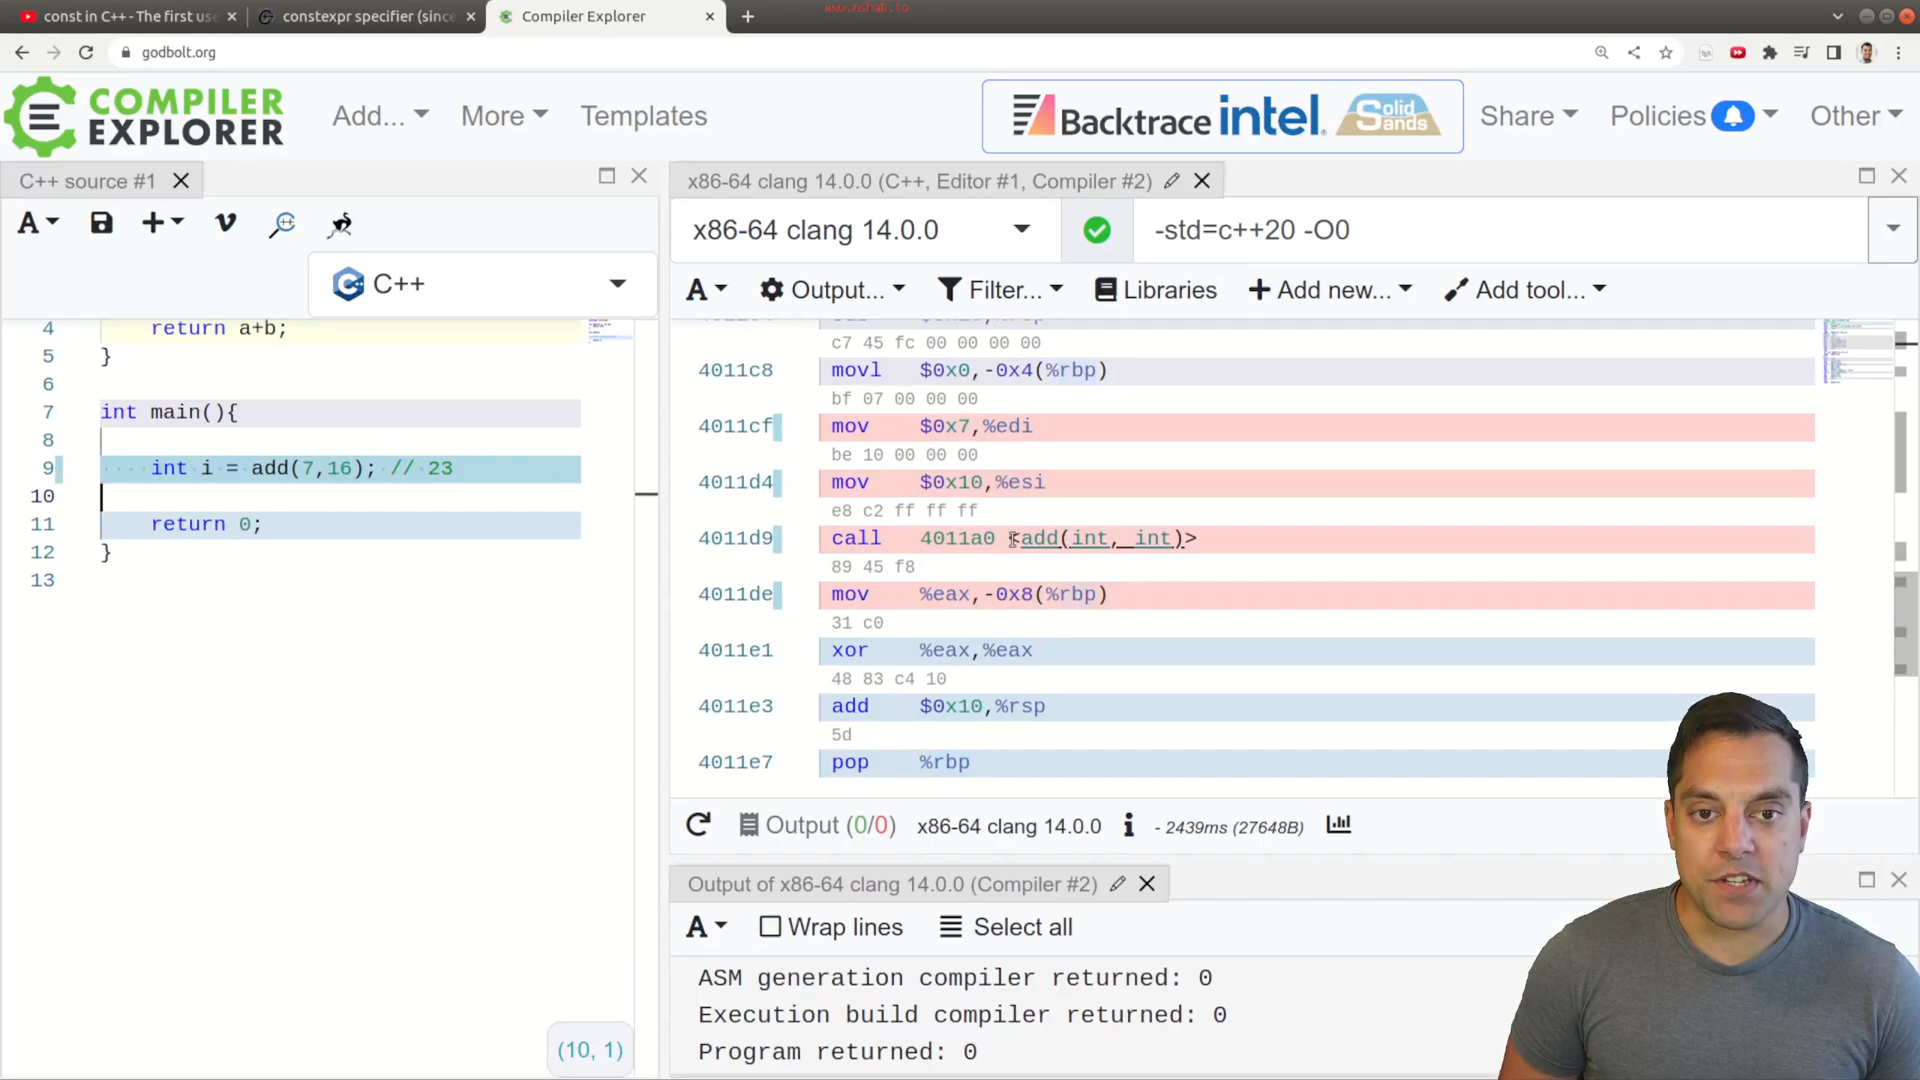 const in C++ - The first us
constexpr specifier (since
Compiler Explorer
godbolt.org
COMPILER
EXPLORER
Add...
More
Templates
Backtrace
intel.
Solid
Sands
Share
Policies
Other
C++ source #1
C++
4 return a+b;
5 }
6
7 int main(){
8
9 int i = add(7,16); // 23
10
11 return 0;
12 }
13
(10, 1)
x86-64 clang 14.0.0 (C++, Editor #1, Compiler #2)
x86-64 clang 14.0.0
-std=c++20 -O0
A
Output...
Filter...
Libraries
Add new...
Add tool...
c7 45 fc 00 00 00 00
4011c8 movl $0x0,-0x4(%rbp)
bf 07 00 00 00
4011cf mov $0x7,%edi
be 10 00 00 00
4011d4 mov $0x10,%esi
e8 c2 ff ff ff
4011d9 call 4011a0 <add(int, int)>
89 45 f8
4011de mov %eax,-0x8(%rbp)
31 c0
4011e1 xor %eax,%eax
48 83 c4 10
4011e3 add $0x10,%rsp
5d
4011e7 pop %rbp
Output (0/0) x86-64 clang 14.0.0 i - 2439ms (27648B)
Output of x86-64 clang 14.0.0 (Compiler #2)
A
Wrap lines
Select all
ASM generation compiler returned: 0
Execution build compiler returned: 0
Program returned: 0